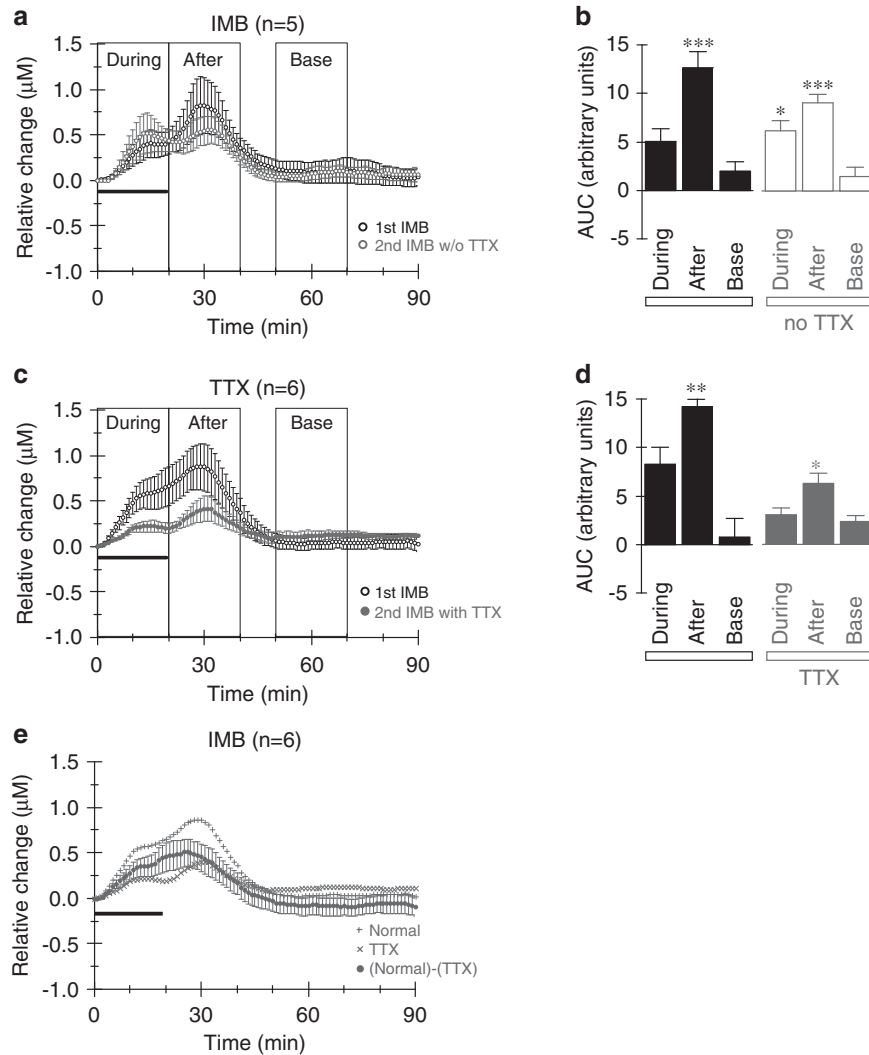 a
IMB (n=5)
Relative change (μM)
1.5
1.0
0.5
0.0
-0.5
-1.0
During
After
Base
1st IMB
2nd IMB w/o TTX
0
30
60
90
Time (min)
b
AUC (arbitrary units)
15
10
5
0
-5
***
*
***
During
After
Base
During
After
Base
no TTX
c
TTX (n=6)
Relative change (μM)
1.5
1.0
0.5
0.0
-0.5
-1.0
During
After
Base
1st IMB
2nd IMB with TTX
0
30
60
90
Time (min)
d
AUC (arbitrary units)
15
10
5
0
-5
**
*
During
After
Base
During
After
Base
TTX
e
IMB (n=6)
Relative change (μM)
1.5
1.0
0.5
0.0
-0.5
-1.0
Normal
TTX
(Normal)-(TTX)
0
30
60
90
Time (min)